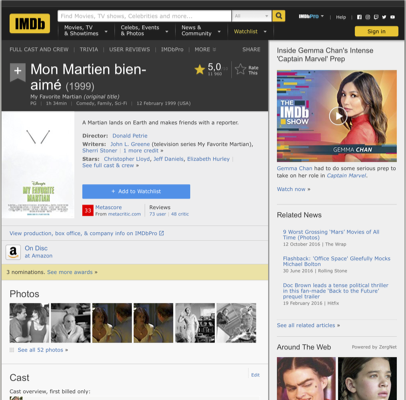 IMDb
Find Movies, TV shows, Celebrities and more...
All
IMDbPro
Help
Movies, TV
& Showtimes
Celebs, Events
& Photos
News &
Community
Watchlist
Sign in
FULL CAST AND CREW | TRIVIA | USER REVIEWS | IMDbPro | MORE
SHARE
Mon Martien bien-
aimé (1999)
My Favorite Martian (original title)
PG | 1h 34min | Comedy, Family, Sci-Fi | 12 February 1999 (USA)
5,0
Rate
This
A Martian lands on Earth and makes friends with a reporter.
Director: Donald Petrie
Writers: John L. Greene (television series My Favorite Martian),
Sherri Stoner | 1 more credit »
Stars: Christopher Lloyd, Jeff Daniels, Elizabeth Hurley |
See full cast & crew »
MY FAVORITE
MARTIAN
+ Add to Watchlist
33
Metascore
From metacritic.com
Reviews
73 user | 48 critic
View production, box office, & company info on IMDbPro
On Disc
at Amazon
3 nominations. See more awards »
Photos
See all 52 photos »
Cast
Edit
Cast overview, first billed only:
Inside Gemma Chan's Intense
'Captain Marvel' Prep
THE
IMDb
SHOW
GEMMA CHAN
Gemma Chan had to do some serious prep to
take on her role in Captain Marvel.
Watch now »
Related News
9 Worst Grossing 'Mars' Movies of All
Time (Photos)
12 October 2016 | The Wrap
Flashback: 'Office Space' Gleefully Mocks
Michael Bolton
30 June 2016 | Rolling Stone
Doc Brown leads a tense political thriller
in this fan-made 'Back to the Future'
prequel trailer
19 February 2016 | Hitfix
See all related articles »
Around The Web
Powered by ZergNet